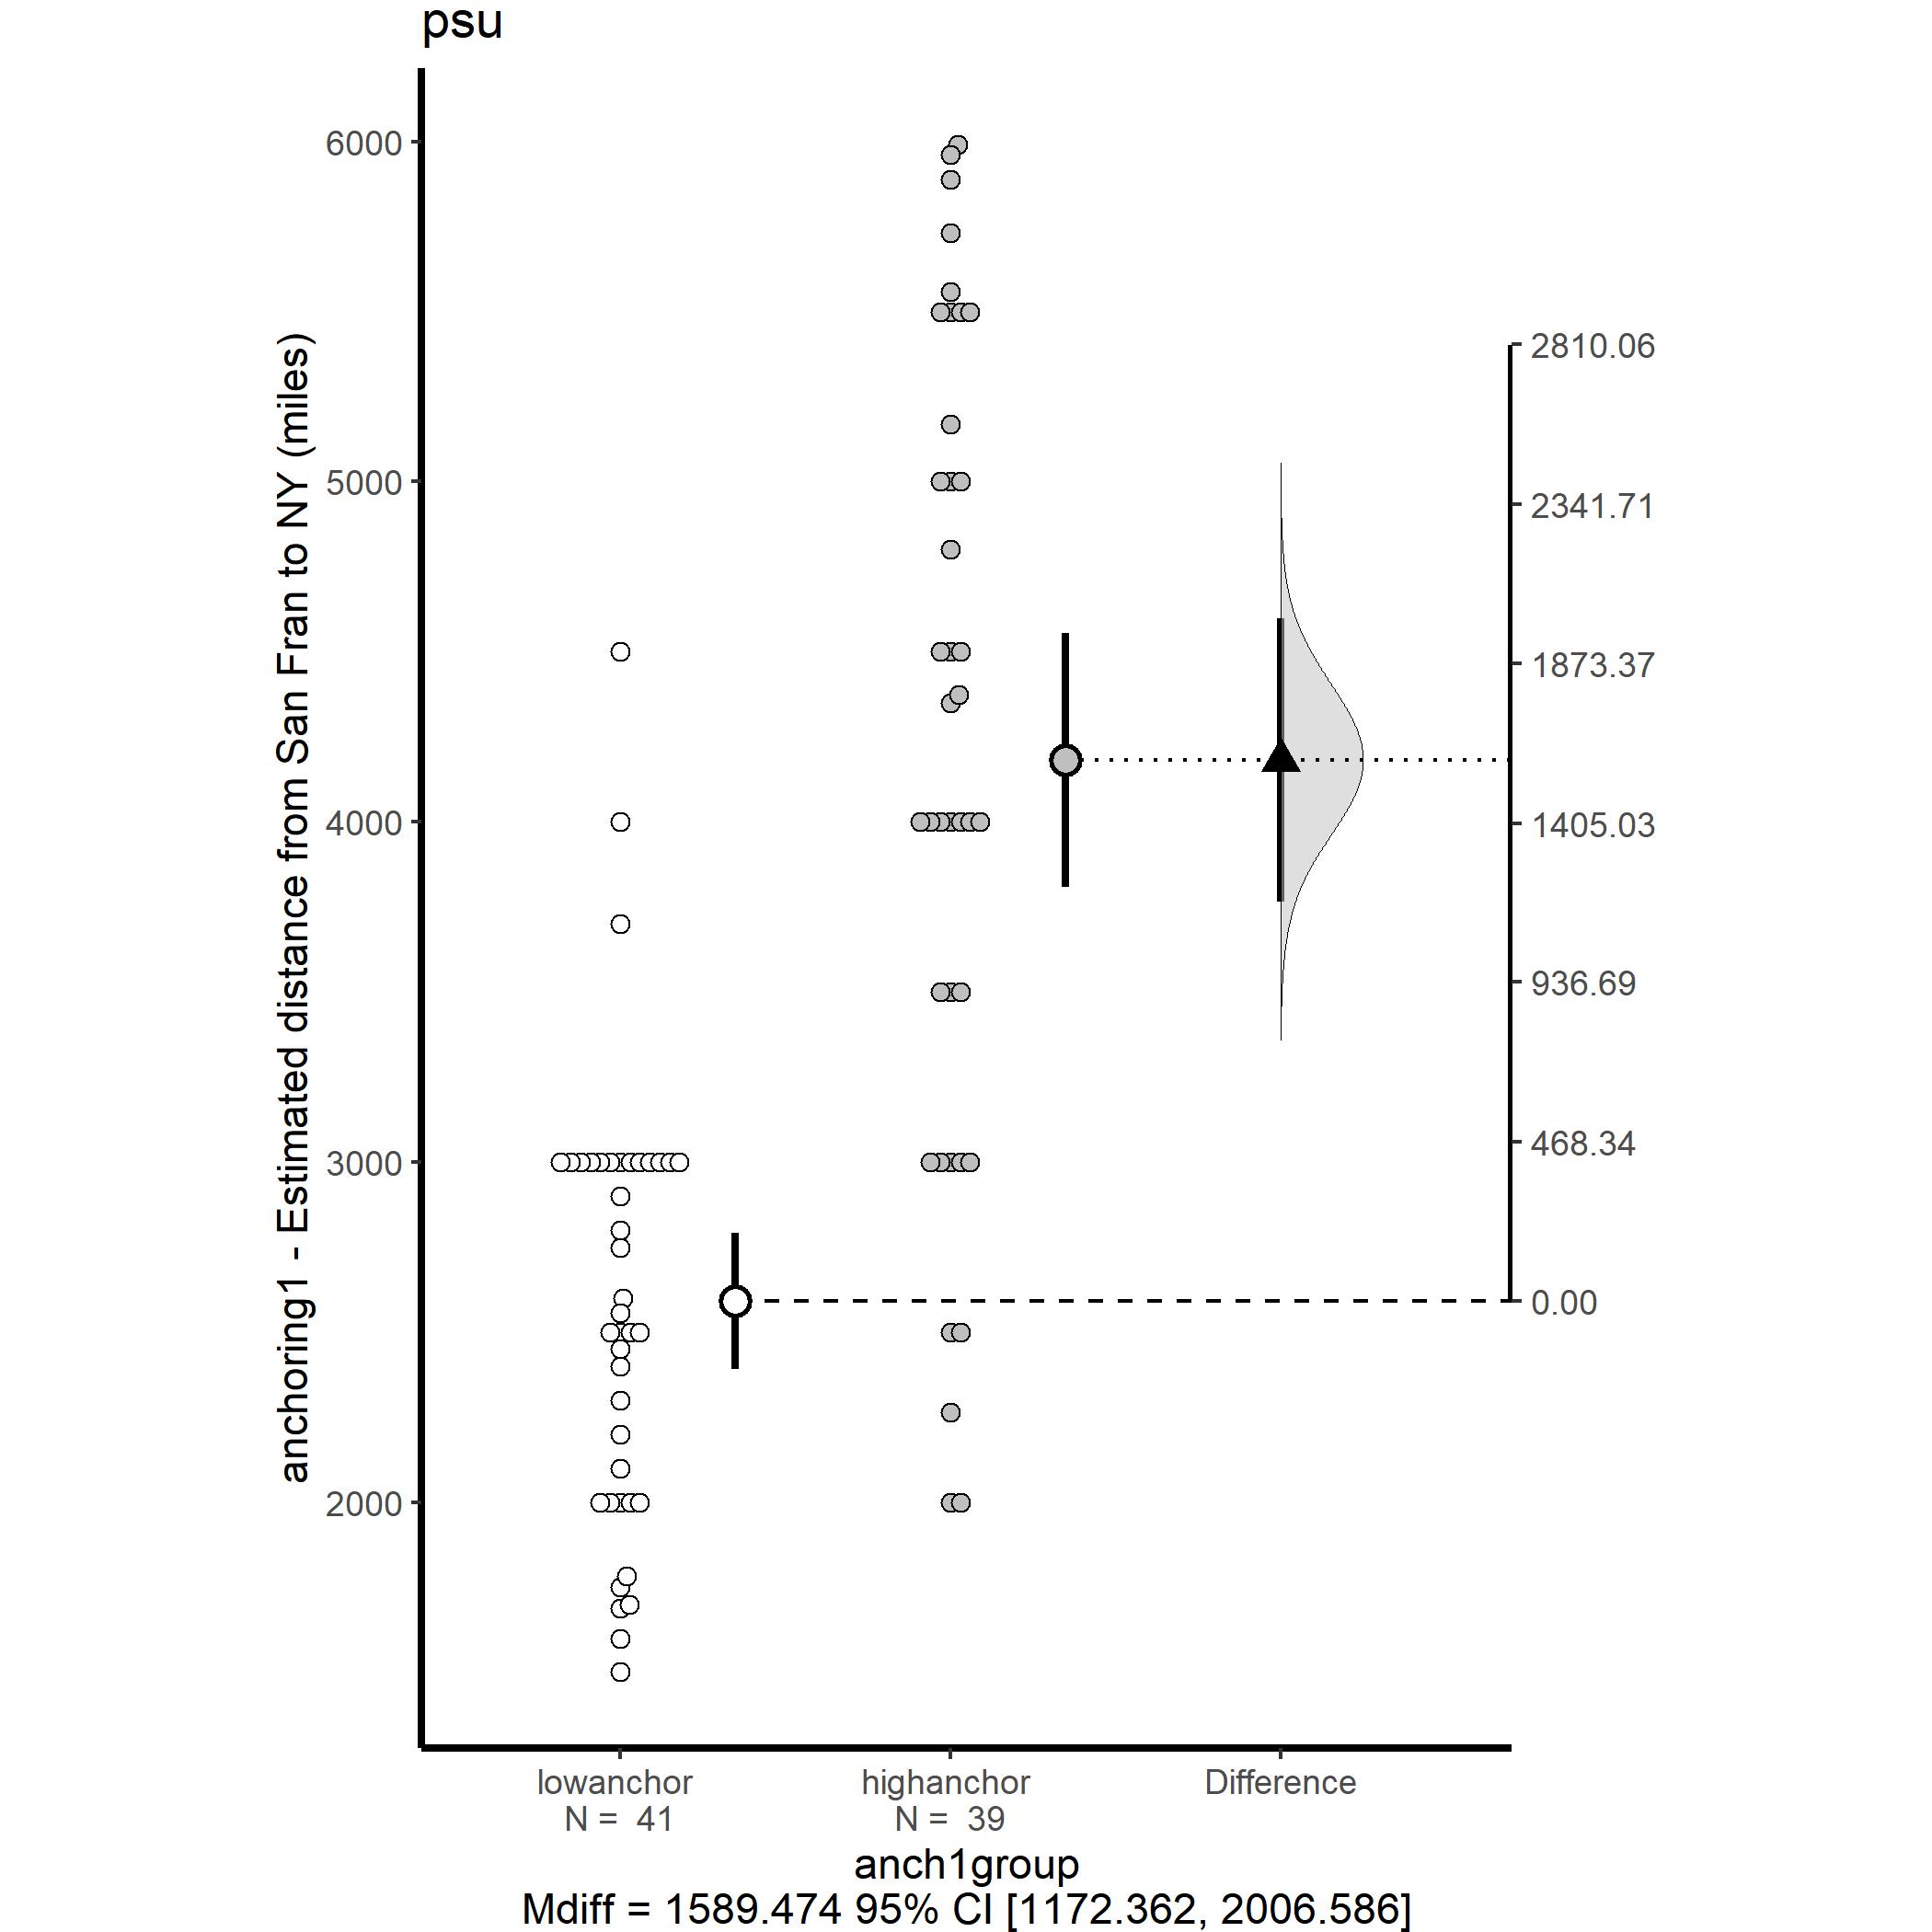 psu
anchoring1 - Estimated distance from San Fran to NY (miles)
6000
5000
4000
3000
2000
2810.06
2341.71
1873.37
1405.03
936.69
468.34
0.00
lowanchor
N =  41
highanchor
N =  39
Difference
anch1group
Mdiff = 1589.474 95% CI [1172.362, 2006.586]